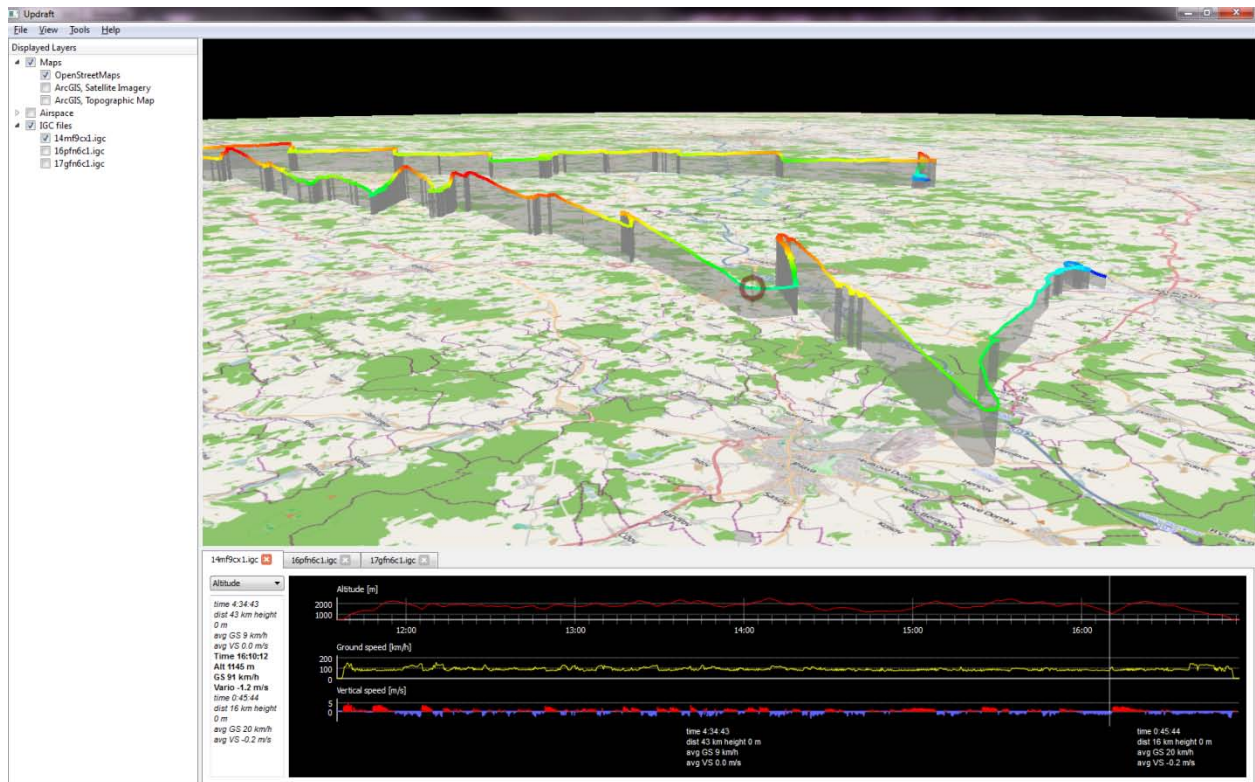 Updraft
File View Tools Help
Displayed Layers
Maps
OpenStreetMaps
ArcGIS, Satellite Imagery
ArcGIS, Topographic Map
Airspace
IGC files
14mf9cx1.igc
16pfn6c1.igc
17gfn6c1.igc
14mf9cx1.igc 16pfn6c1.igc 17gfn6c1.igc
Altitude
time 4:34:43
dist 43 km height
0 m
avg GS 9 km/h
avg VS 0.0 m/s
Time 16:10:12
Alt 1145 m
GS 91 km/h
Vario -1.2 m/s
time 0:45:44
dist 16 km height
0 m
avg GS 20 km/h
avg VS -0.2 m/s
Altitude [m]
2000
1000
12:00 13:00 14:00 15:00 16:00
Ground speed [km/h]
200
100
0
Vertical speed [m/s]
5
0
time 4:34:43
dist 43 km height 0 m
avg GS 9 km/h
avg VS 0.0 m/s
time 0:45:44
dist 16 km height 0 m
avg GS 20 km/h
avg VS -0.2 m/s